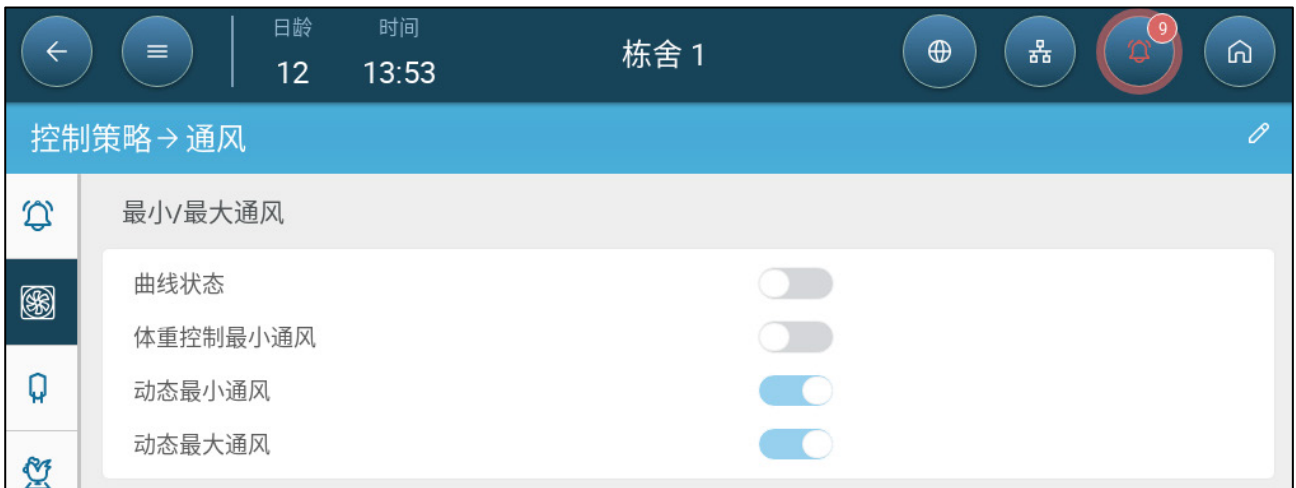 日龄 时间
12 13:53 栋舍 1 9
控制策略→通风
最小/最大通风
曲线状态
体重控制最小通风
动态最小通风
动态最大通风